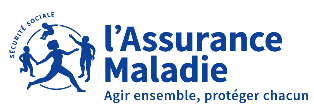 SÉCURITÉ SOCIALE
l'Assurance
Maladie
Agir ensemble, protéger chacun